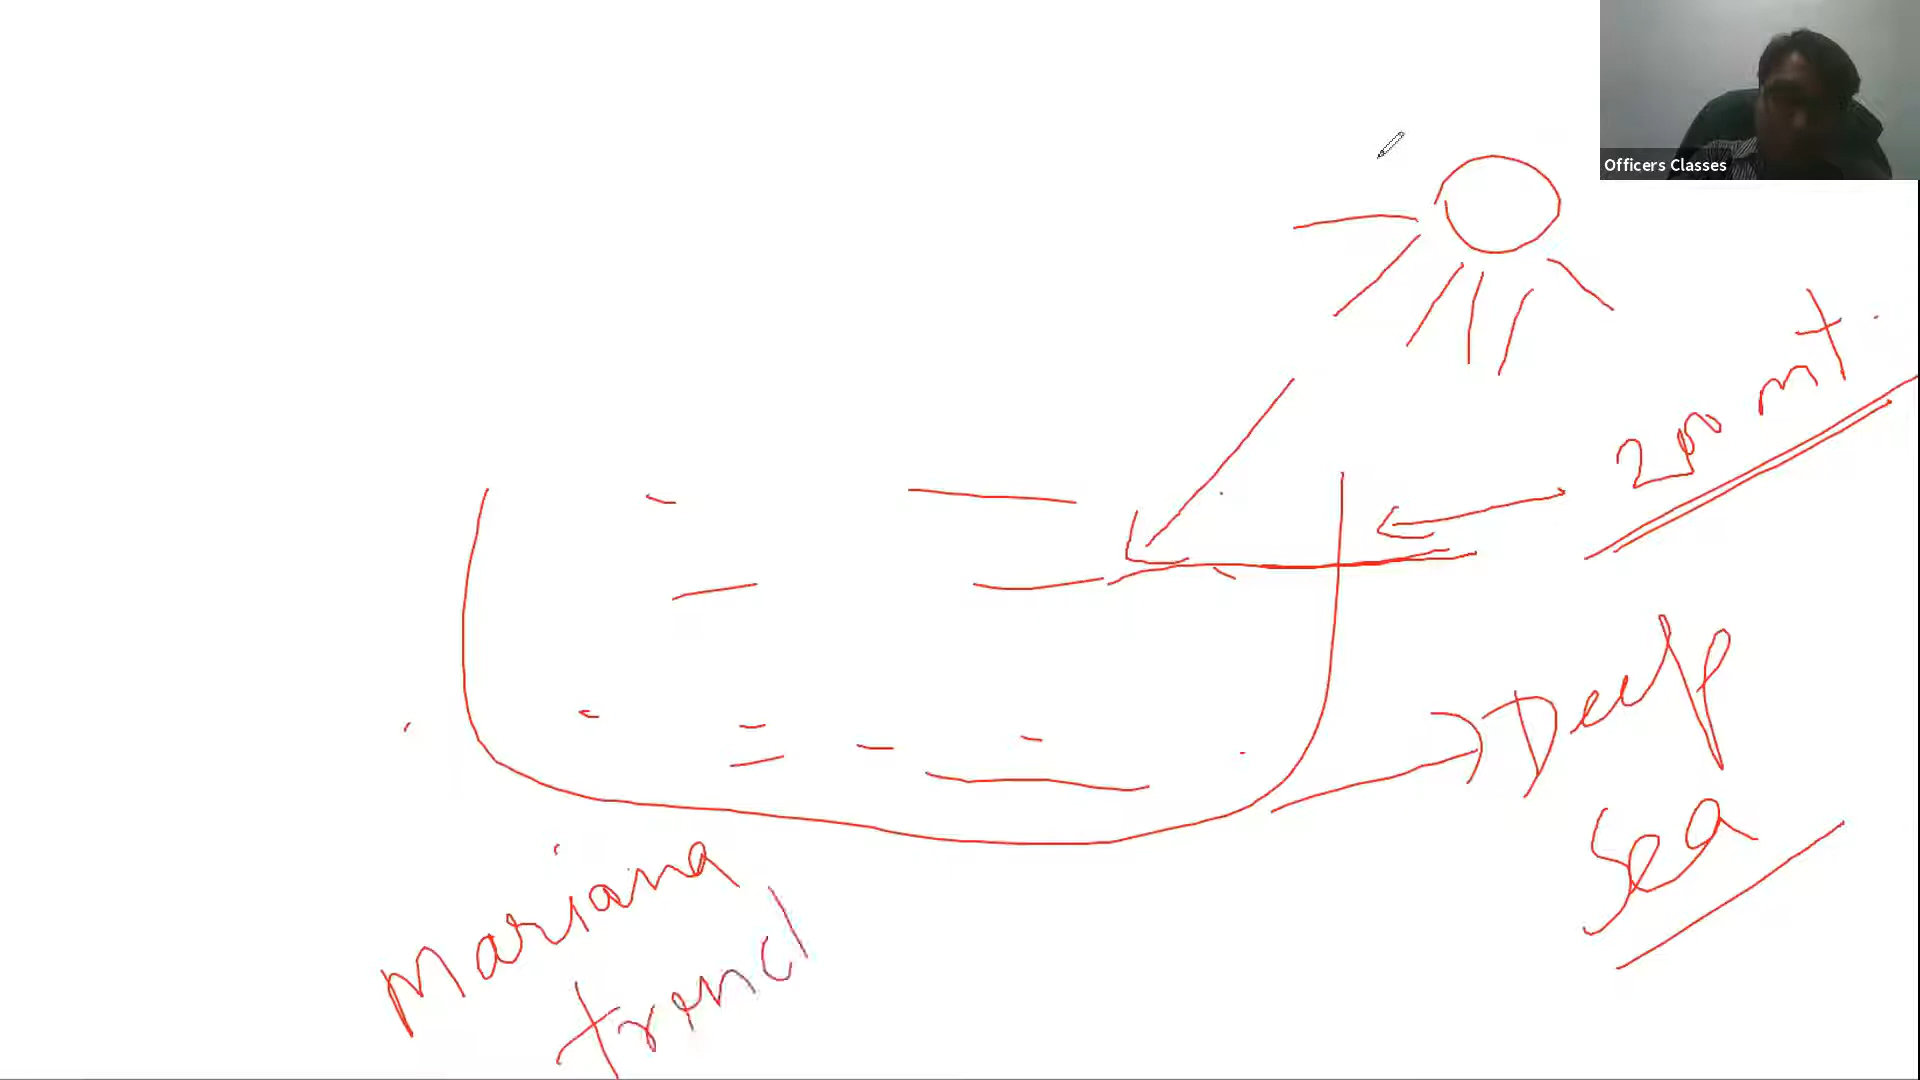 Officers Classes
200 mt
Deep
Sea
Mariana
trench